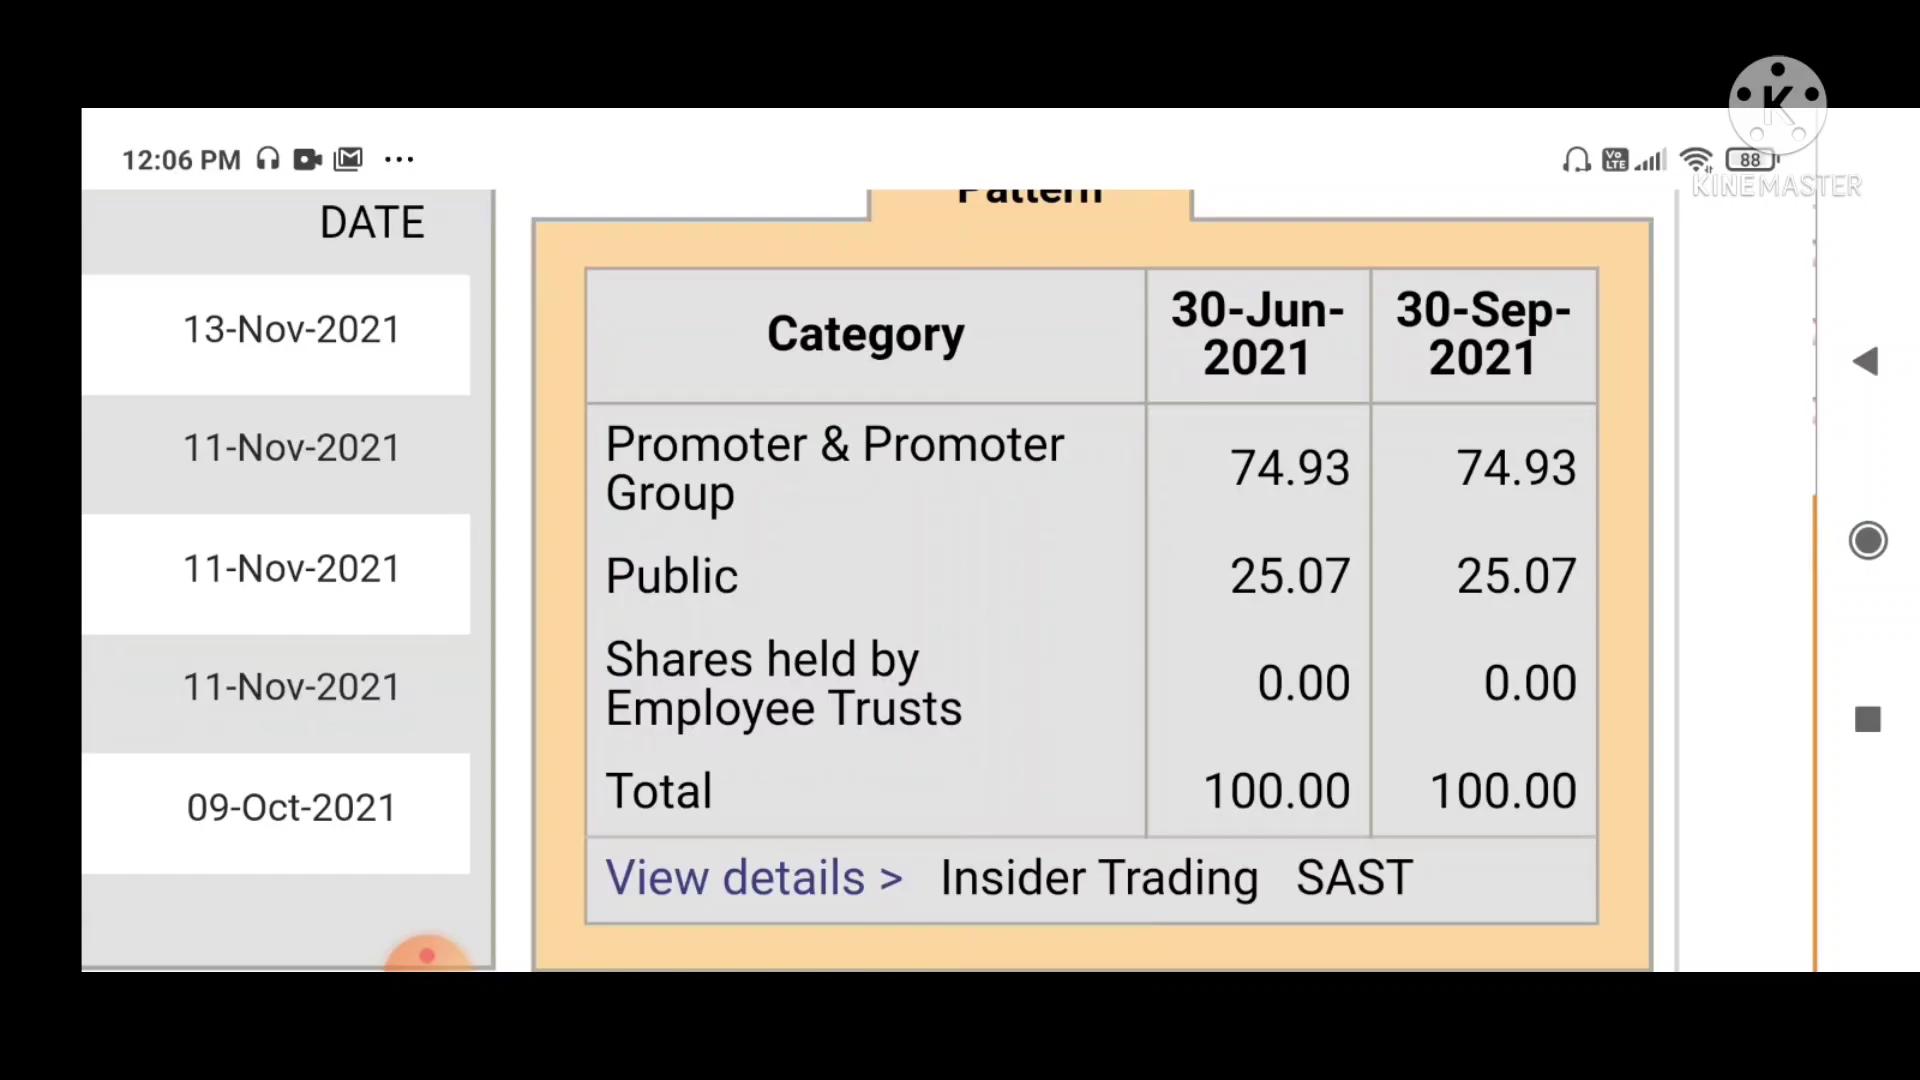 12:06 PM
Vo LTE
88
K
KINEMASTER
DATE
13-Nov-2021
11-Nov-2021
11-Nov-2021
11-Nov-2021
09-Oct-2021
Pattern
Category
30-Jun-
2021
30-Sep-
2021
Promoter & Promoter
Group
74.93
74.93
Public
25.07
25.07
Shares held by
Employee Trusts
0.00
0.00
Total
100.00
100.00
View details > Insider Trading SAST